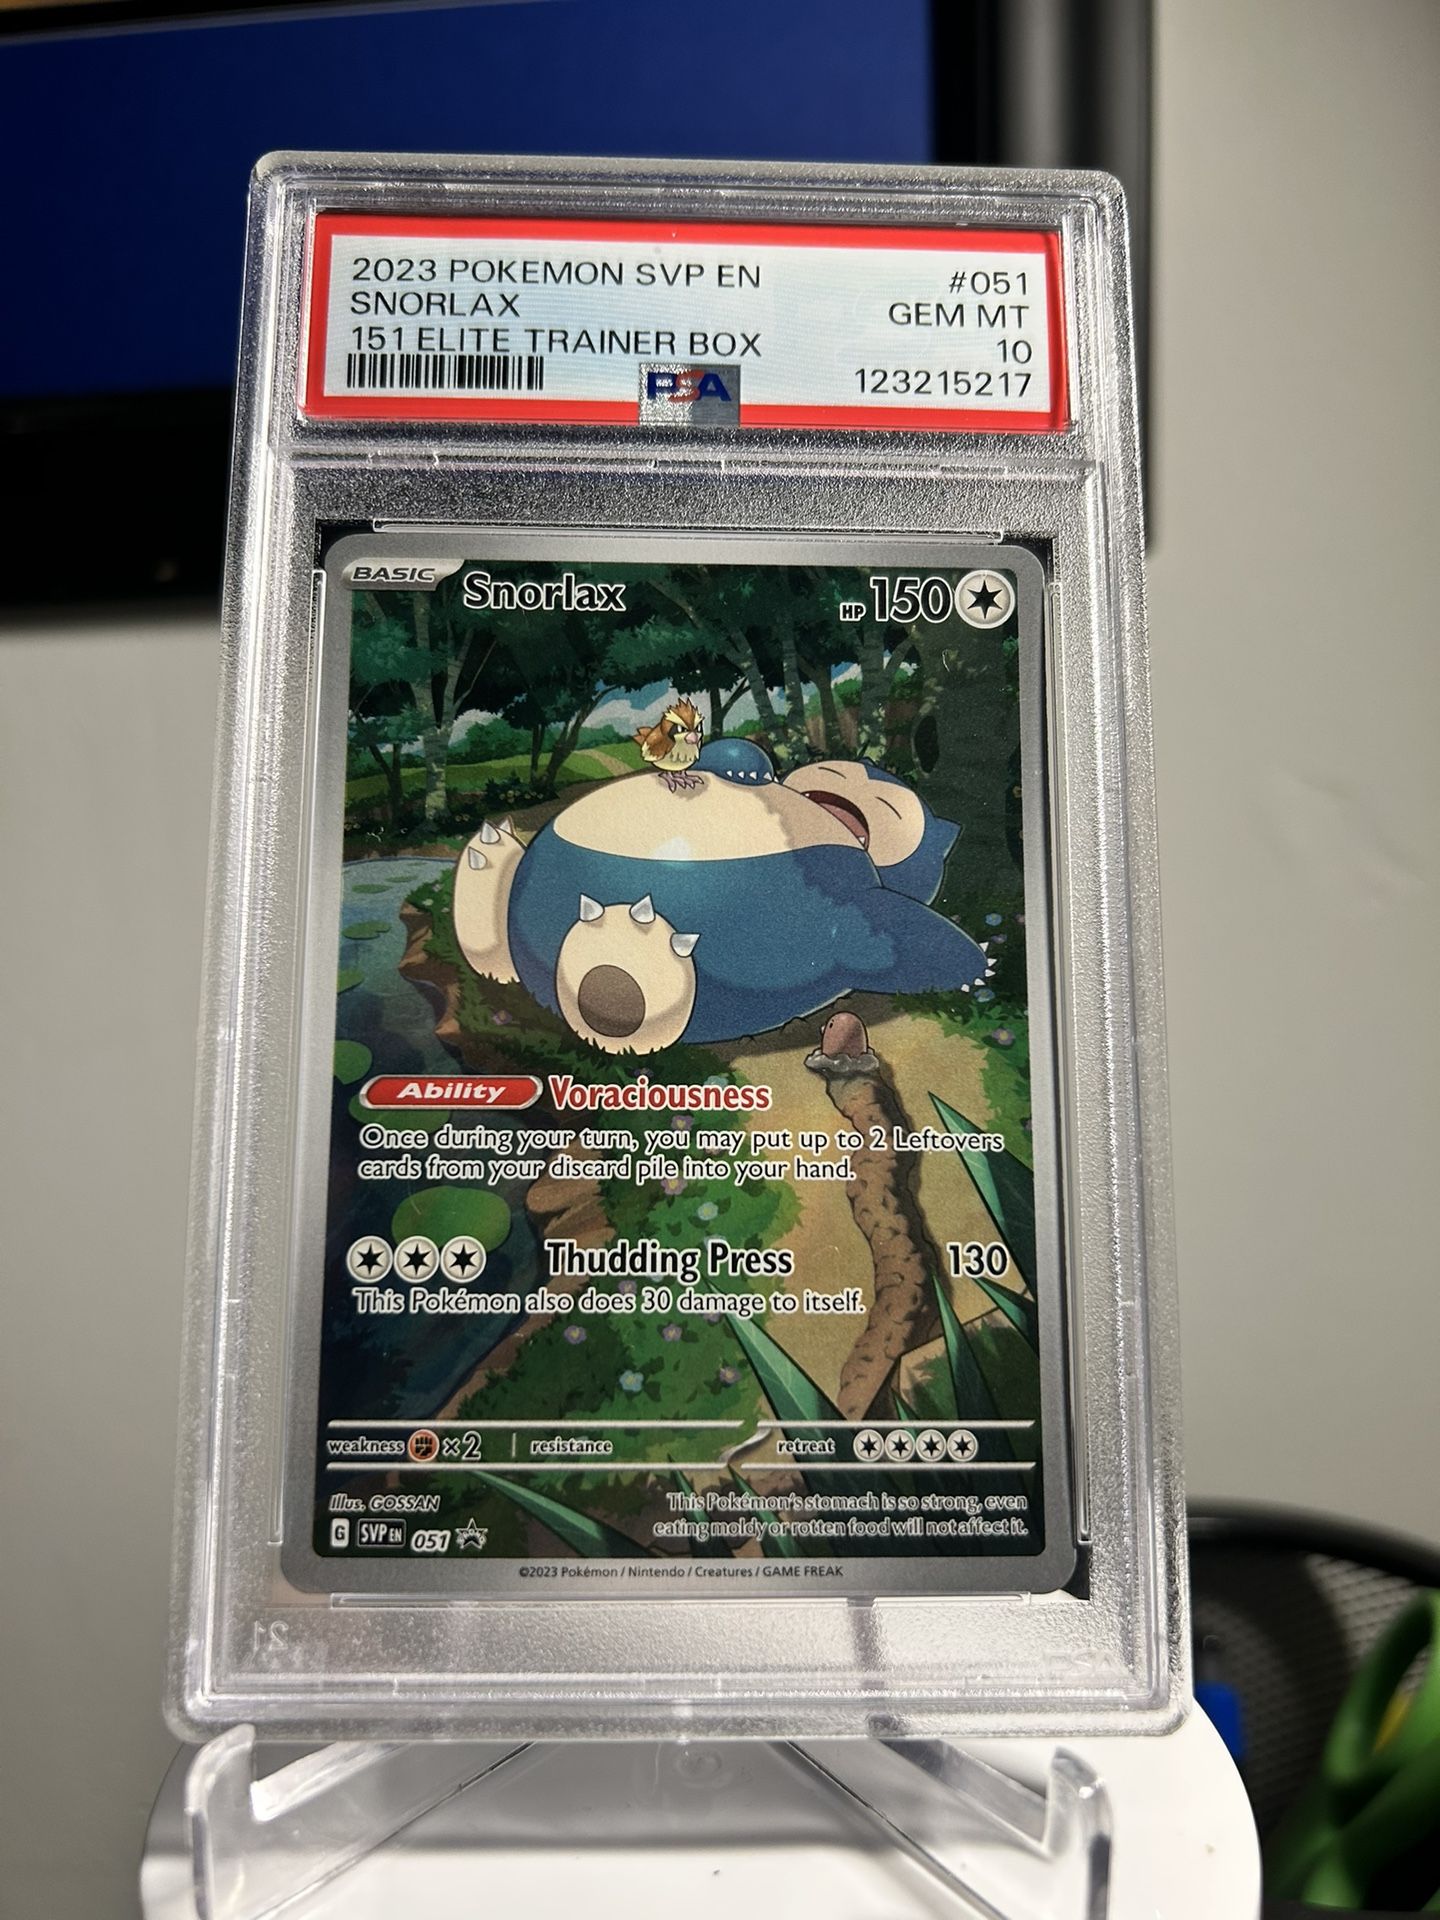 2023 POKEMON SVP EN #051
SNORLAX GEM MT
151 ELITE TRAINER BOX 10
PSA 123215217
BASIC Snorlax HP 150
Ability Voraciousness
Once during your turn, you may put up to 2 Leftovers
cards from your discard pile into your hand.
Thudding Press 130
This Pokémon also does 30 damage to itself.
weakness ×2 resistance retreat
Illus. GOSSAN
This Pokémon's stomach is so strong, even
eating moldy or rotten food will not affect it.
G SVP EN 051
©2023 Pokémon / Nintendo / Creatures / GAME FREAK